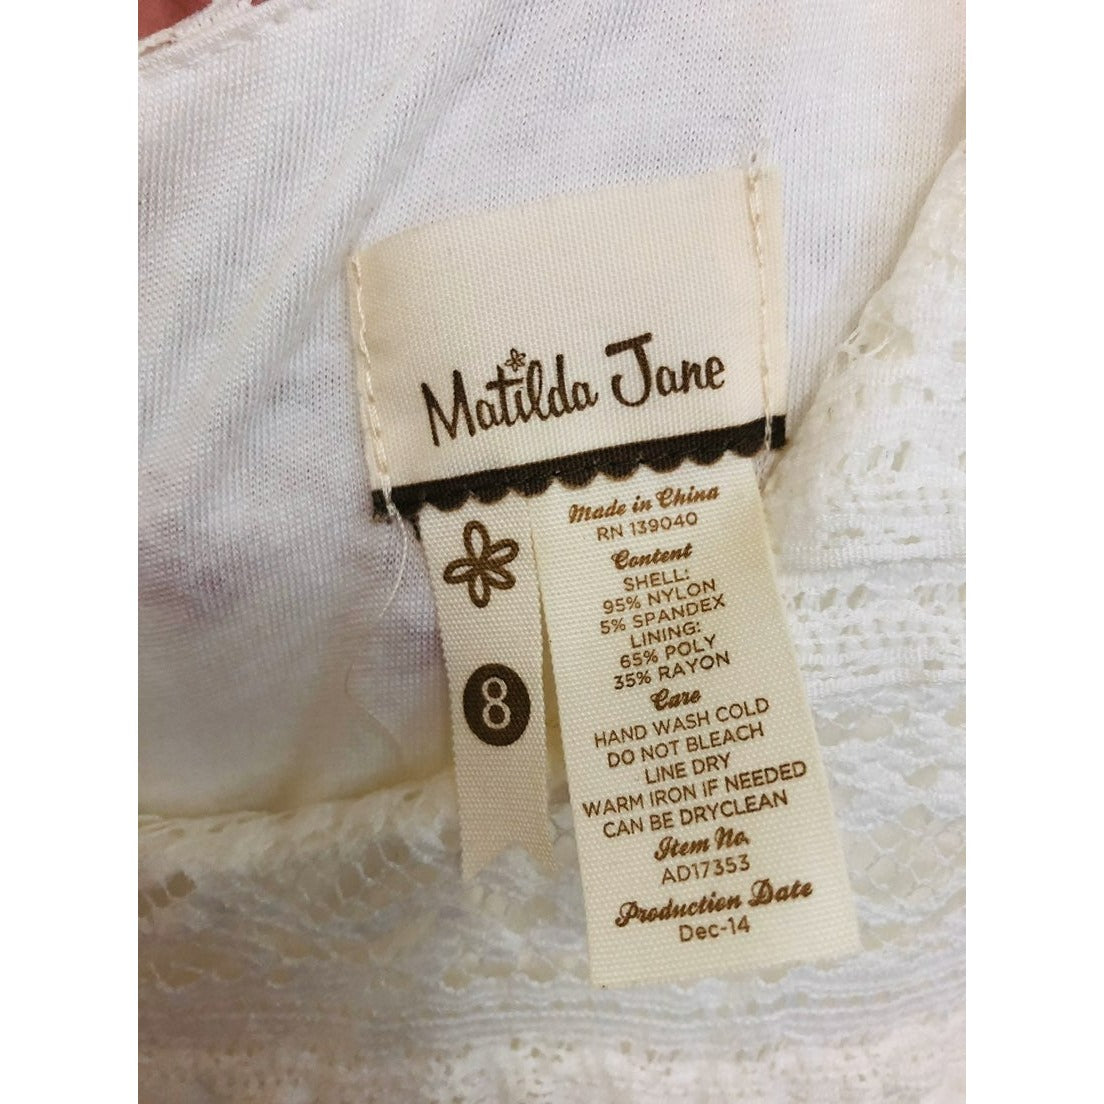 Matilda Jane
8
Made in China
RN 139040
Content
SHELL:
95% NYLON
5% SPANDEX
LINING:
65% POLY
35% RAYON
Care
HAND WASH COLD
DO NOT BLEACH
LINE DRY
WARM IRON IF NEEDED
CAN BE DRYCLEAN
Item No.
AD17353
Production Date
Dec-14